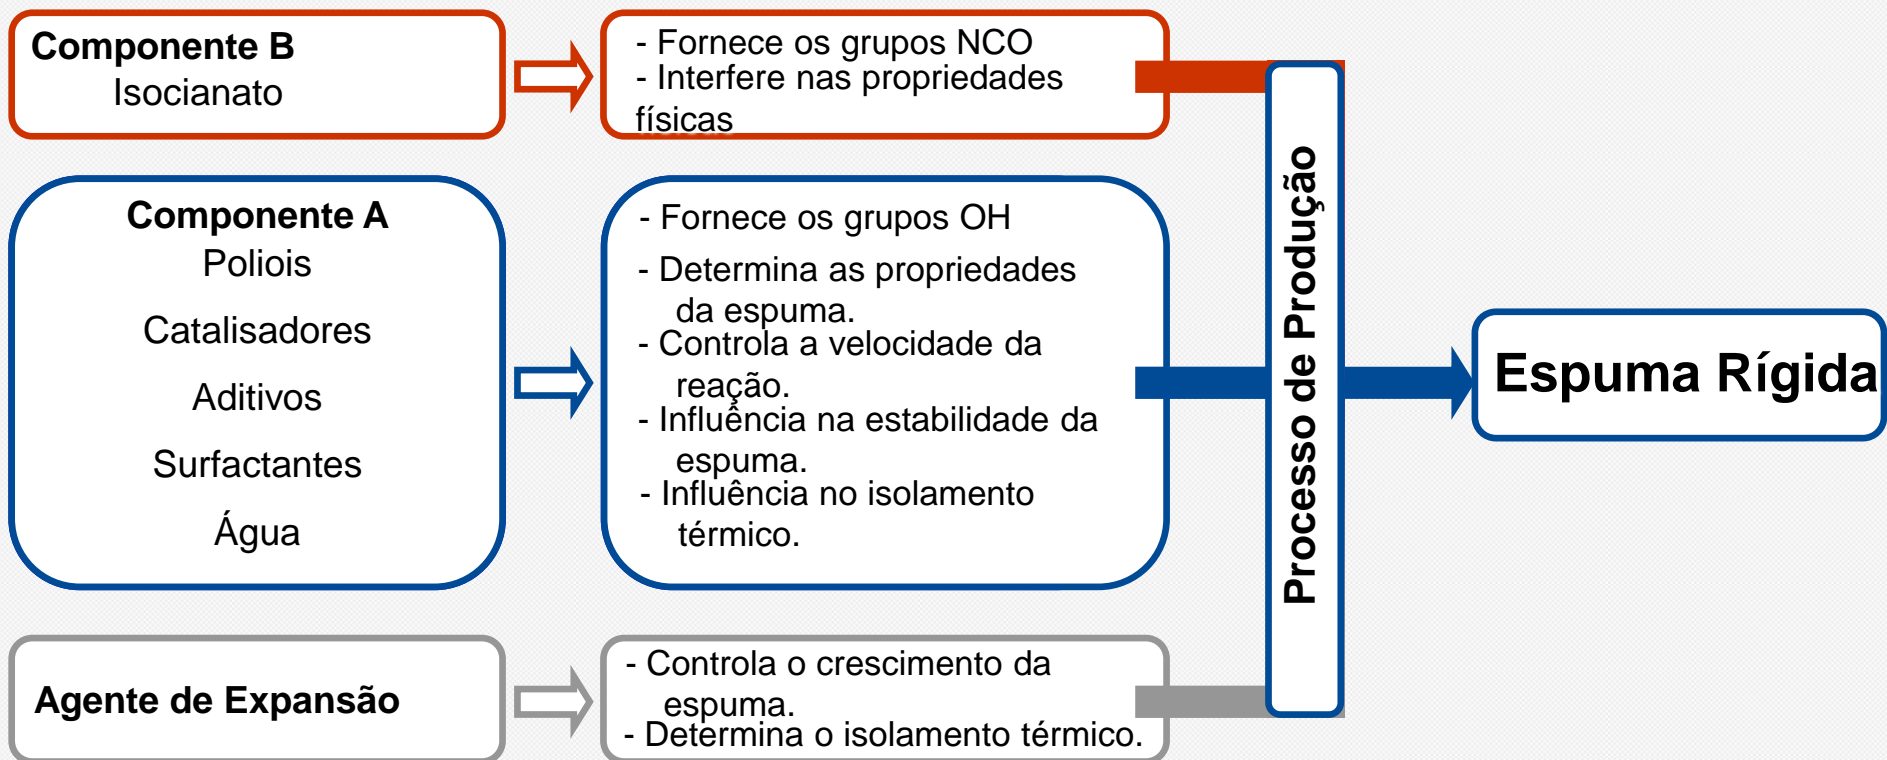 Componente B
Isocianato
- Fornece os grupos NCO
- Interfere nas propriedades
físicas
Componente A
Poliois
Catalisadores
Aditivos
Surfactantes
Água
- Fornece os grupos OH
- Determina as propriedades
da espuma.
- Controla a velocidade da
reação.
- Influência na estabilidade da
espuma.
- Influência no isolamento
térmico.
Agente de Expansão
- Controla o crescimento da
espuma.
- Determina o isolamento térmico.
Processo de Produção
Espuma Rígida